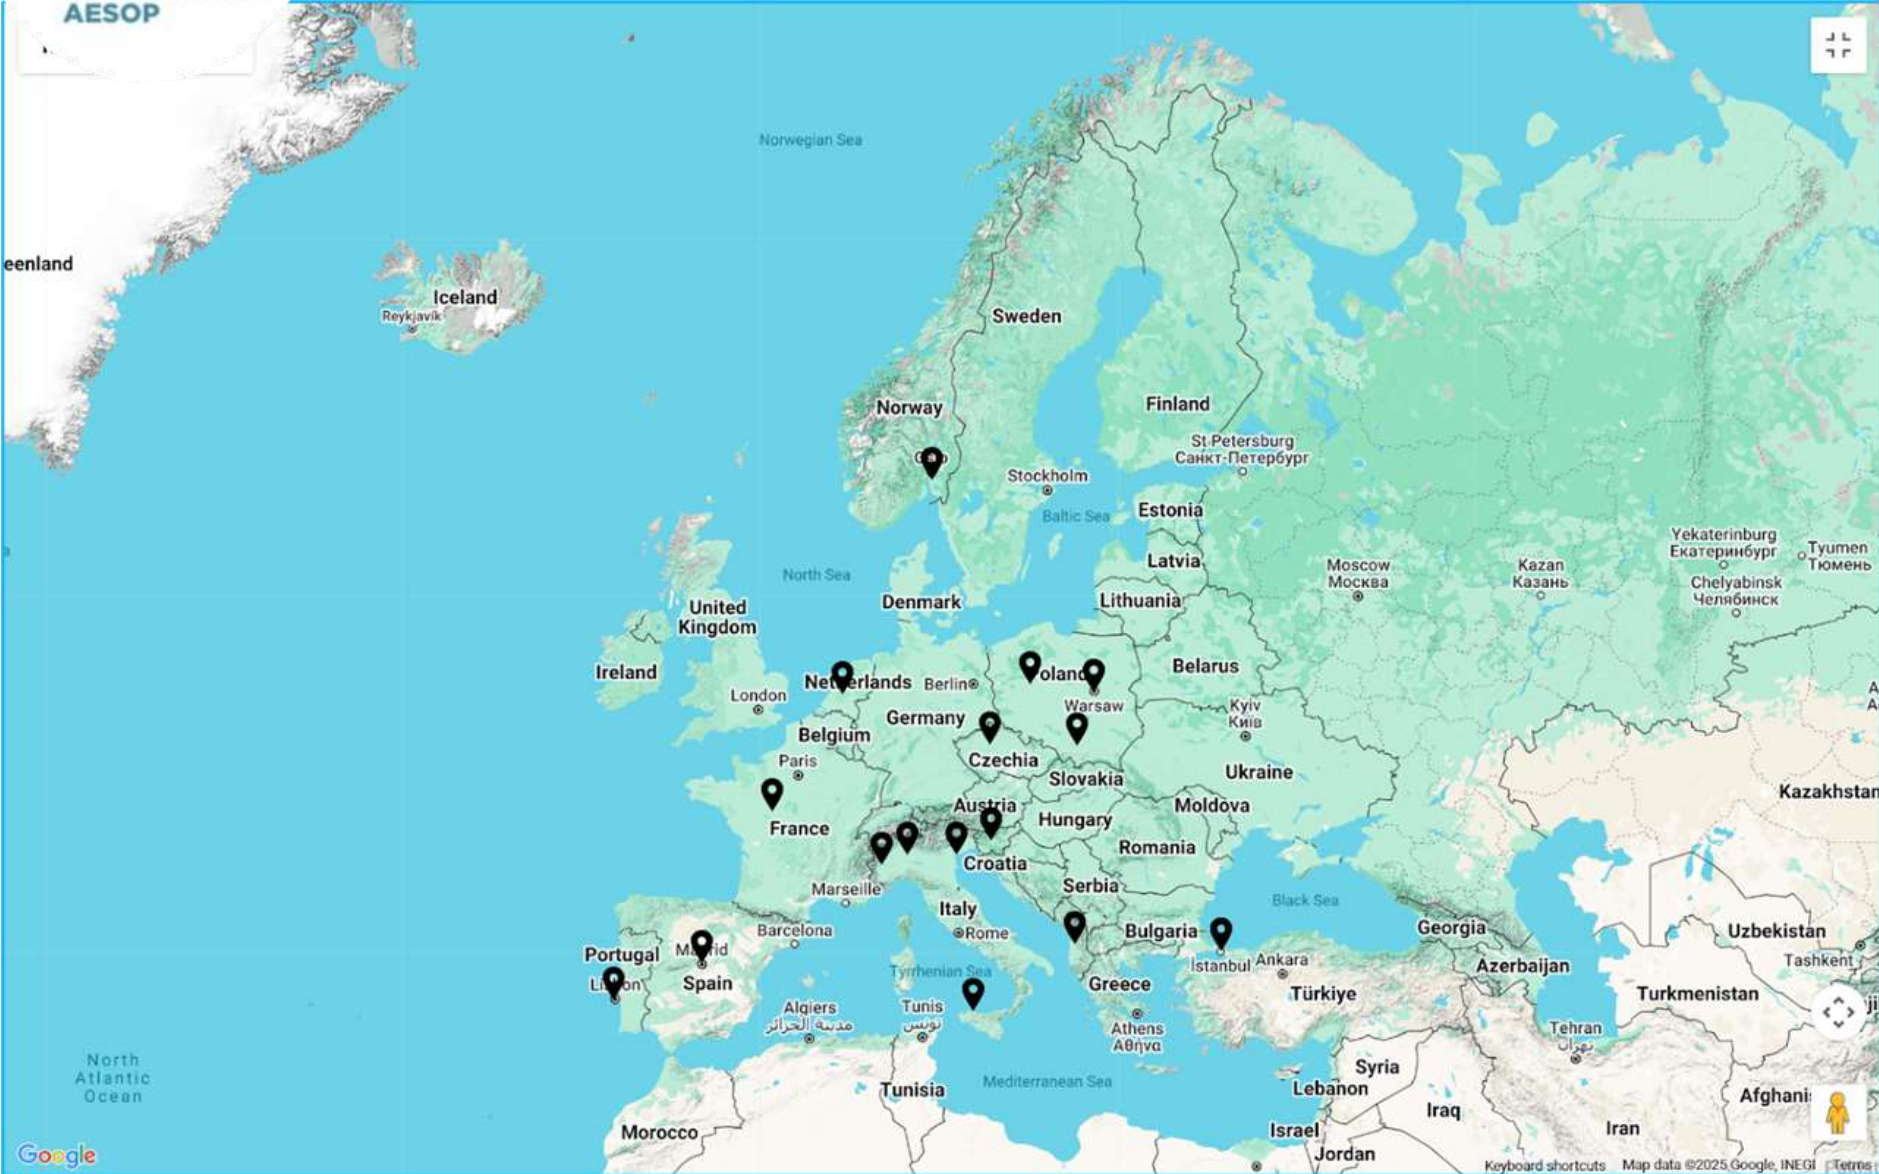 AESOP
Norwegian Sea
eenland
Iceland
Reykjavík
Sweden
Norway
Finland
St Petersburg
Санкт-Петербург
Stockholm
Baltic Sea
Estonia
Latvia
Lithuania
North Sea
Denmark
United
Kingdom
Ireland
London
Moscow
Москва
Kazan
Казань
Yekaterinburg
Екатеринбург
Tyumen
Тюмень
Chelyabinsk
Челябинск
Belarus
Berlin
Warsaw
Germany
Belgium
Kyiv
Київ
Paris
Czechia
Slovakia
Ukraine
Kazakhstan
Austria
Moldova
Hungary
France
Romania
Croatia
Marseille
Serbia
Italy
Rome
Barcelona
Black Sea
Bulgaria
Georgia
Uzbekistan
Tashkent
Portugal
Spain
İstanbul
Ankara
Azerbaijan
Tyrrhenian Sea
Greece
Türkiye
Turkmenistan
Algiers
مدينة الجزائر
Tunis
تونس
Athens
Αθήνα
Tehran
تهران
North
Atlantic
Ocean
Tunisia
Mediterranean Sea
Syria
Lebanon
Iraq
Iran
Afghanis
Morocco
Israel
Jordan
Google
Keyboard shortcuts
Map data ©2025 Google, INEGI
Terms